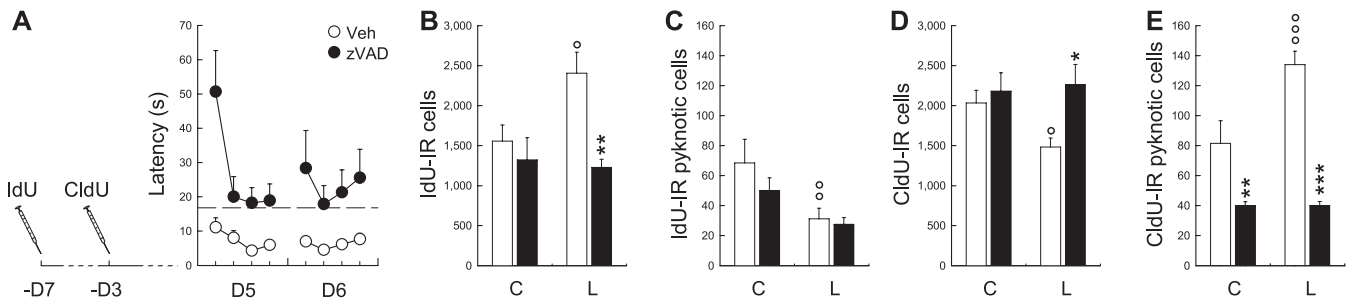 A
Latency (s)
70
60
50
40
30
20
10
0
Veh
zVAD
IdU
CldU
-D7
-D3
D5
D6
B
IdU-IR cells
3,000
2,500
2,000
1,500
1,000
500
0
°
**
C
L
C
IdU-IR pyknotic cells
160
140
120
100
80
60
40
20
0
°°
C
L
D
CldU-IR cells
3,000
2,500
2,000
1,500
1,000
500
0
°
*
C
L
E
CldU-IR pyknotic cells
160
140
120
100
80
60
40
20
0
**
°°°
***
C
L